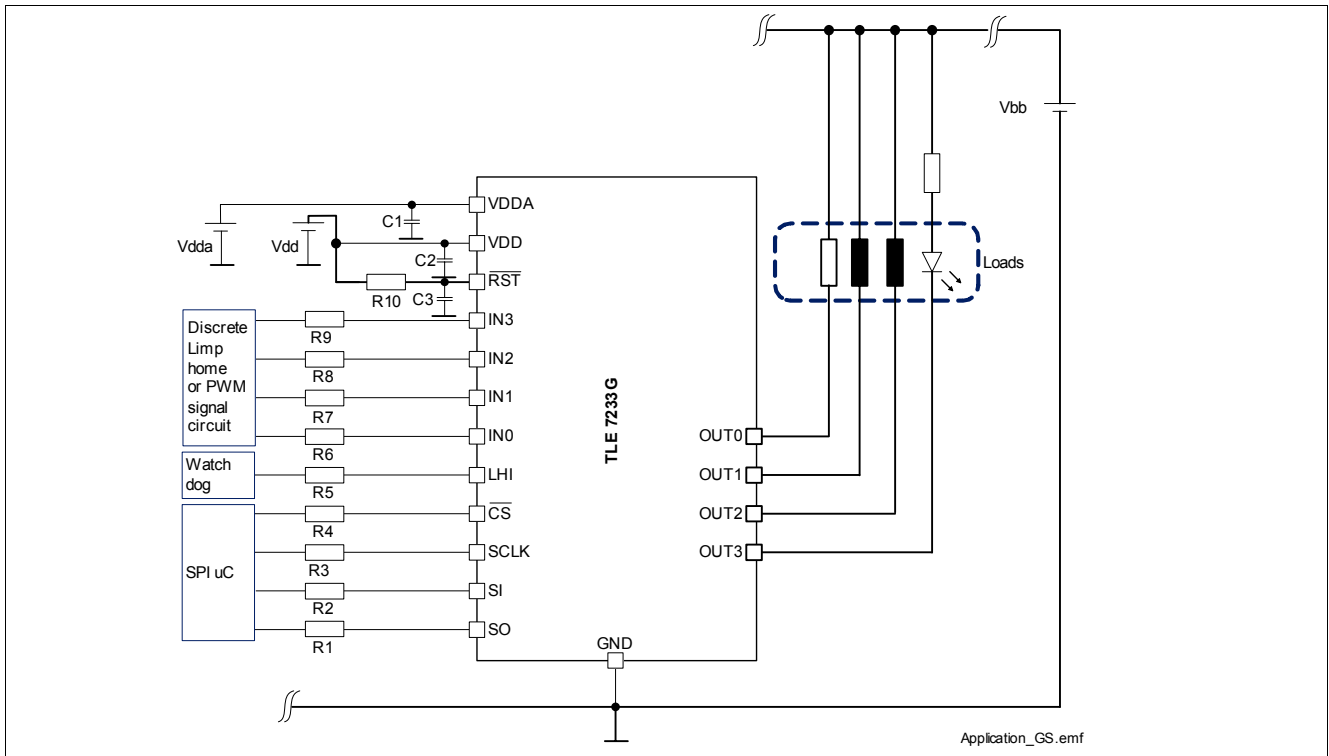 Vbb
VDDA
C1
Vdda
Vdd
VDD
C2
RST
R10
C3
IN3
R9
Discrete
Limp
home
or PWM
signal
circuit
IN2
R8
IN1
R7
IN0
R6
Watch
dog
LHI
R5
CS
R4
SPI uC
SCLK
R3
SI
R2
SO
R1
TLE 7233G
GND
OUT0
OUT1
OUT2
OUT3
Loads
Application_GS.emf